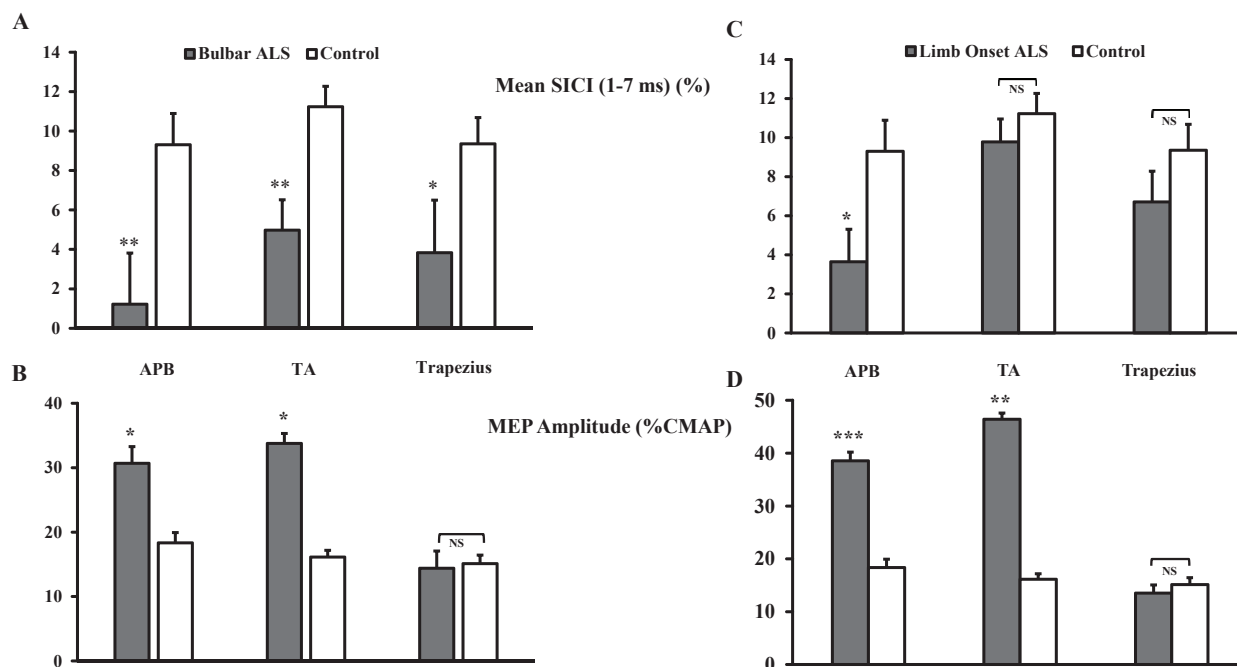 A
Bulbar ALS Control
14
12
10
8
6
4
2
0
**
**
*
Mean SICI (1-7 ms) (%)
C
Limb Onset ALS Control
14
12
10
8
6
4
2
0
*
NS
NS
APB TA Trapezius
APB TA Trapezius
B
40
30
20
10
0
*
*
NS
MEP Amplitude (%CMAP)
D
50
40
30
20
10
0
***
**
NS